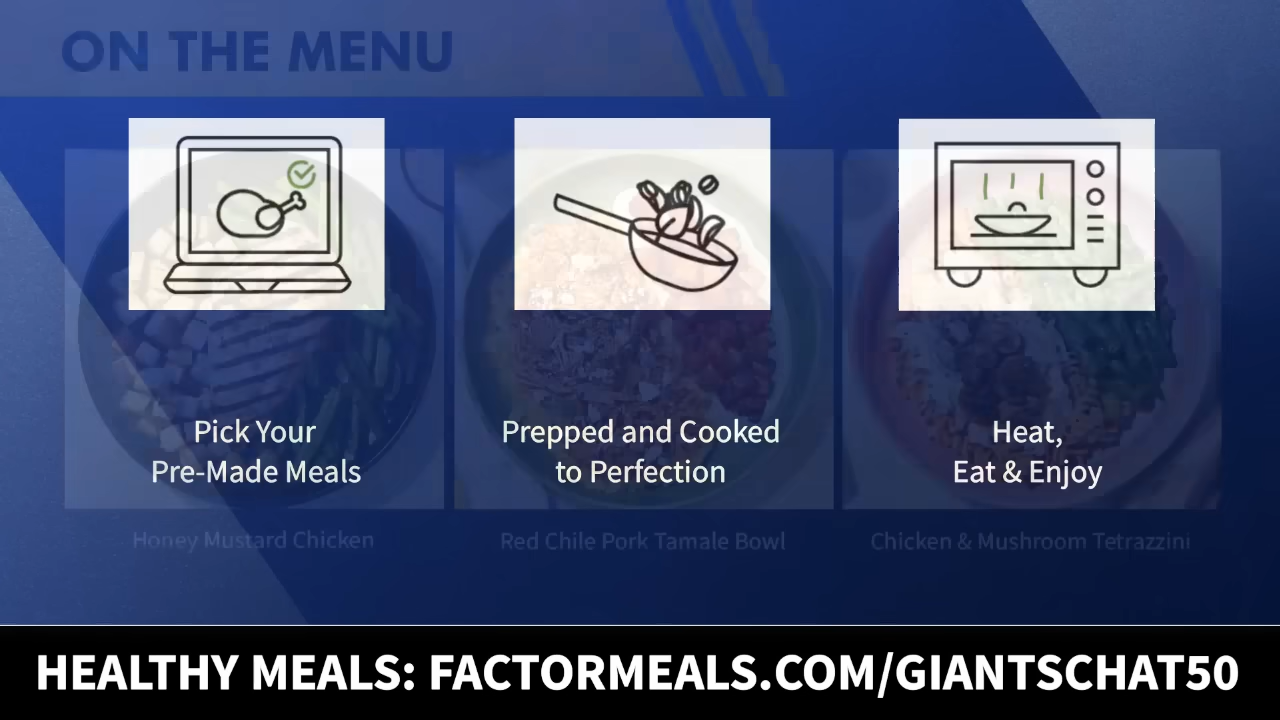 ON THE MENU
Pick Your
Pre-Made Meals
Prepped and Cooked
to Perfection
Heat,
Eat & Enjoy
Honey Mustard Chicken
Red Chile Pork Tamale Bowl
Chicken & Mushroom Tetrazzini
HEALTHY MEALS: FACTORMEALS.COM/GIANTSCHAT50